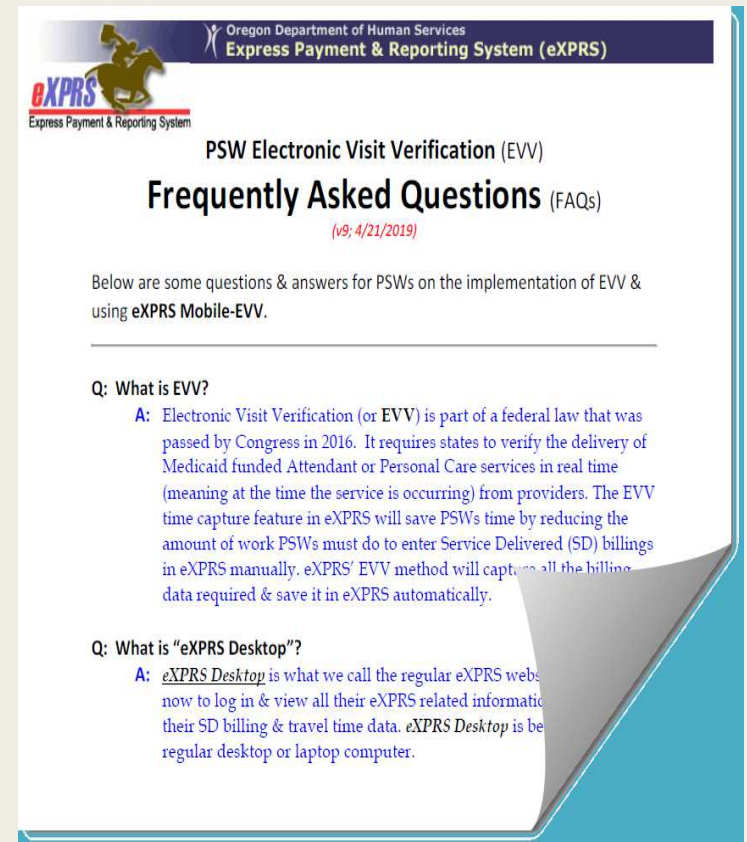 Oregon Department of Human Services
Express Payment & Reporting System (eXPRS)
eXPRS
Express Payment & Reporting System
PSW Electronic Visit Verification (EVV)
Frequently Asked Questions (FAQs)
(v9; 4/21/2019)
Below are some questions & answers for PSWs on the implementation of EVV &
using eXPRS Mobile-EVV.
Q: What is EVV?
A: Electronic Visit Verification (or EVV) is part of a federal law that was
passed by Congress in 2016. It requires states to verify the delivery of
Medicaid funded Attendant or Personal Care services in real time
(meaning at the time the service is occurring) from providers. The EVV
time capture feature in eXPRS will save PSWs time by reducing the
amount of work PSWs must do to enter Service Delivered (SD) billings
in eXPRS manually. eXPRS' EVV method will capture all the billing
data required & save it in eXPRS automatically.
Q: What is "eXPRS Desktop"?
A: eXPRS Desktop is what we call the regular eXPRS
now to log in & view all their eXPRS related
their SD billing & travel time data. eXPRS Desktop is
regular desktop or laptop computer.